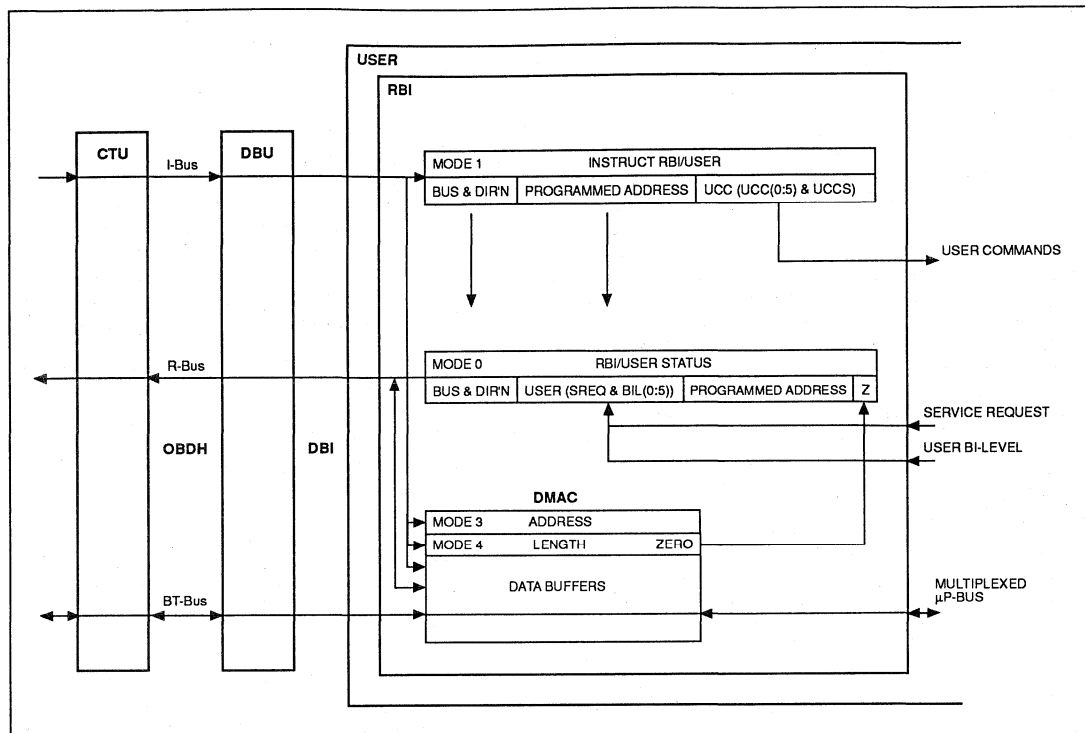 USER
RBI
CTU
I-Bus
DBU
MODE 1 INSTRUCT RBI/USER
BUS & DIR'N PROGRAMMED ADDRESS UCC (UCC(0:5) & UCCS)
USER COMMANDS
R-Bus
MODE 0 RBI/USER STATUS
BUS & DIR'N USER (SREQ & BIL(0:5)) PROGRAMMED ADDRESS Z
SERVICE REQUEST
OBDH
DBI
USER BI-LEVEL
DMAC
MODE 3 ADDRESS
MODE 4 LENGTH ZERO
DATA BUFFERS
BT-Bus
MULTIPLEXED
µP-BUS